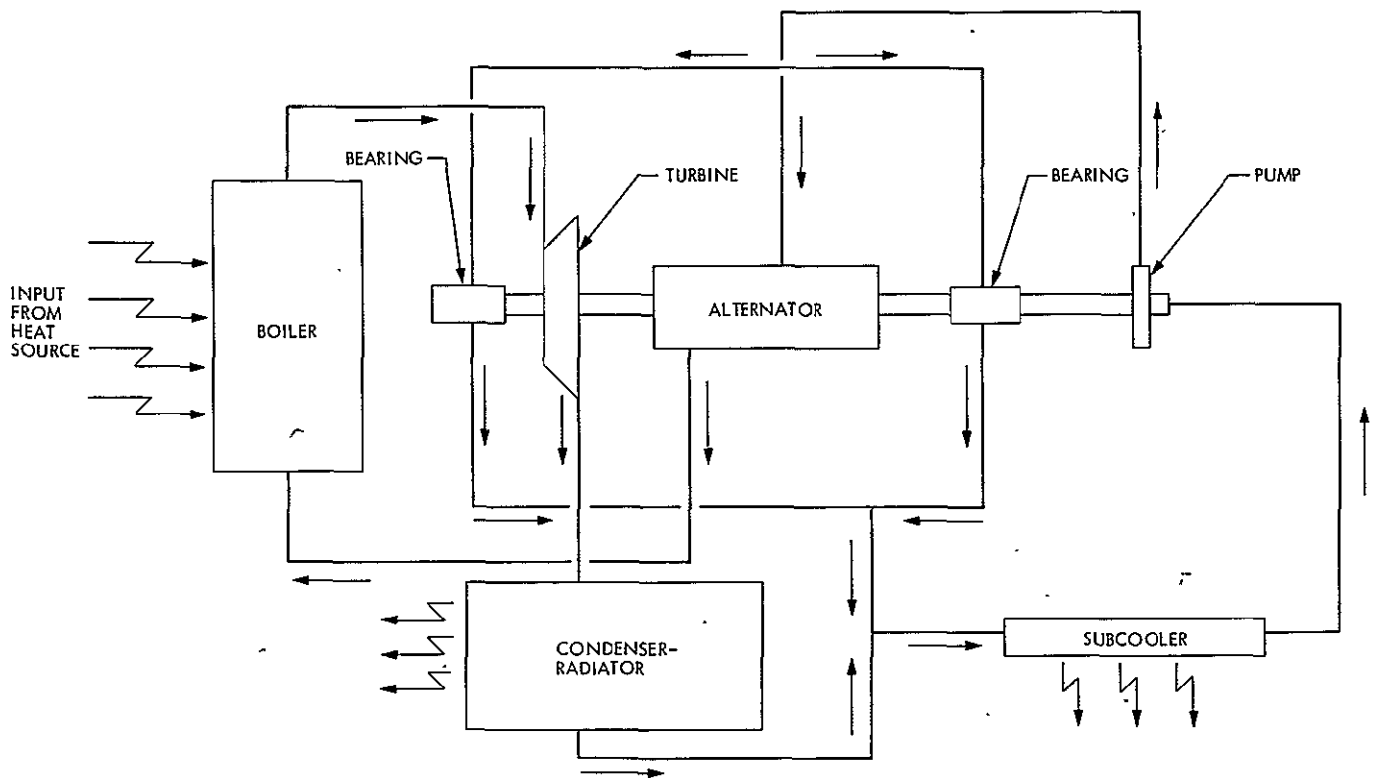 BEARING
TURBINE
BEARING
PUMP
INPUT
FROM
HEAT
SOURCE
BOILER
ALTERNATOR
CONDENSER-
RADIATOR
SUBCOOLER